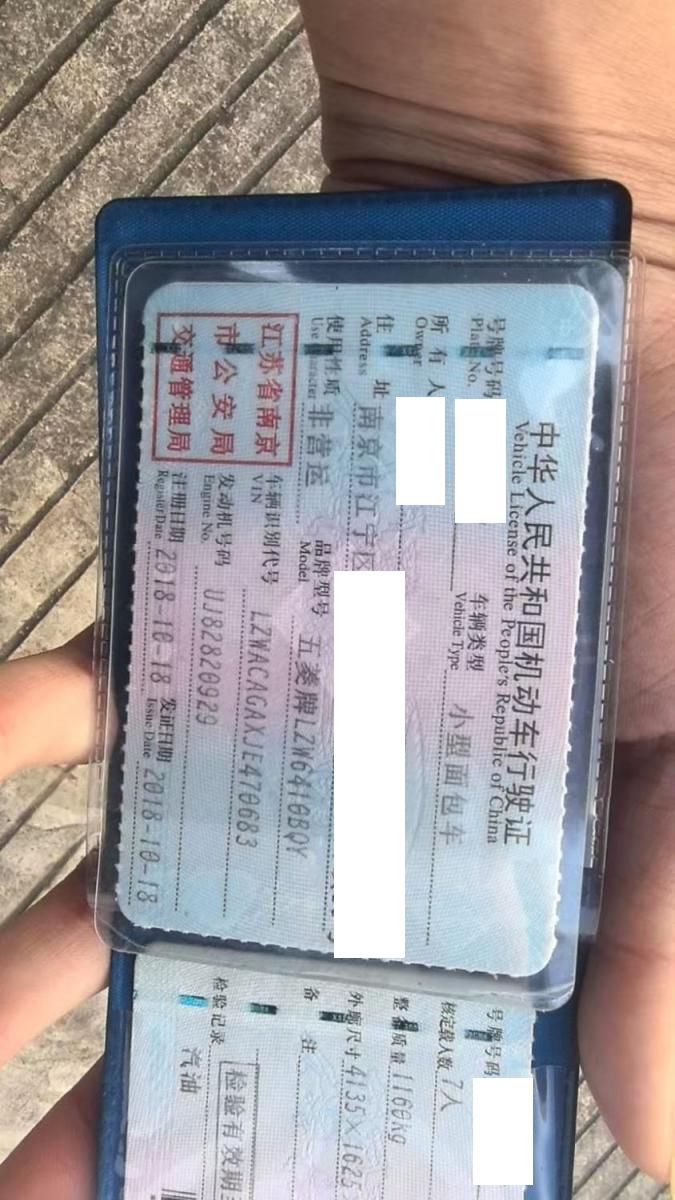 中华人民共和国机动车行驶证
Vehicle License of the People's Republic of China
号牌号码
Plate No.
车辆类型 小型面包车
Vehicle Type
所有人
Owner
住址 南京市江宁区
Address
使用性质 非营运
Use Character
品牌型号 五菱牌LZW6410BQY
Model
江苏省南京
市公安局
交通管理局
车辆识别代号 LZWACAGAXJE470683
VIN
发动机号码 UJ82820929
Engine No.
注册日期 2018-10-18 发证日期 2018-10-18
Register Date Issue Date
号牌号码
核定载人数 7人
整备质量 1160kg
外廓尺寸 4135×1625
备注
检验有效期
检验记录
汽油